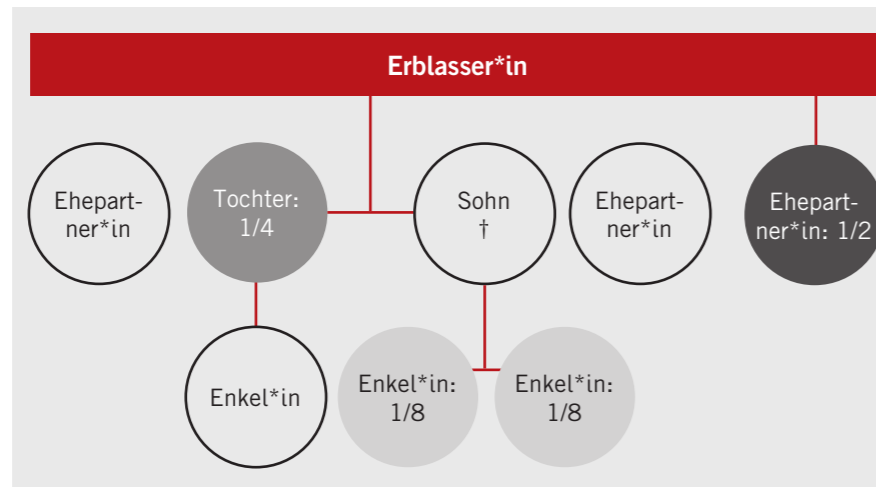 Erblasser*in
Ehepart-
ner*in
Tochter:
1/4
Sohn
†
Ehepart-
ner*in
Ehepart-
ner*in: 1/2
Enkel*in
Enkel*in:
1/8
Enkel*in:
1/8